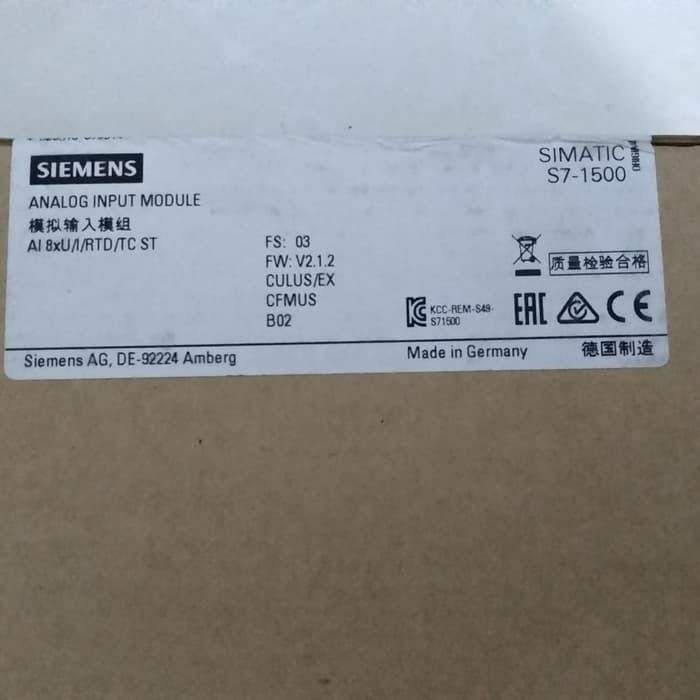 SIEMENS
SIMATIC
S7-1500
ANALOG INPUT MODULE
模拟输入模组
AI 8xU/I/RTD/TC ST
FS: 03
FW: V2.1.2
CULUS/EX
CFMUS
B02
KCC-REM-S49-
S71500
质量检验合格
EAC
CE
Siemens AG, DE-92224 Amberg
Made in Germany
德国制造